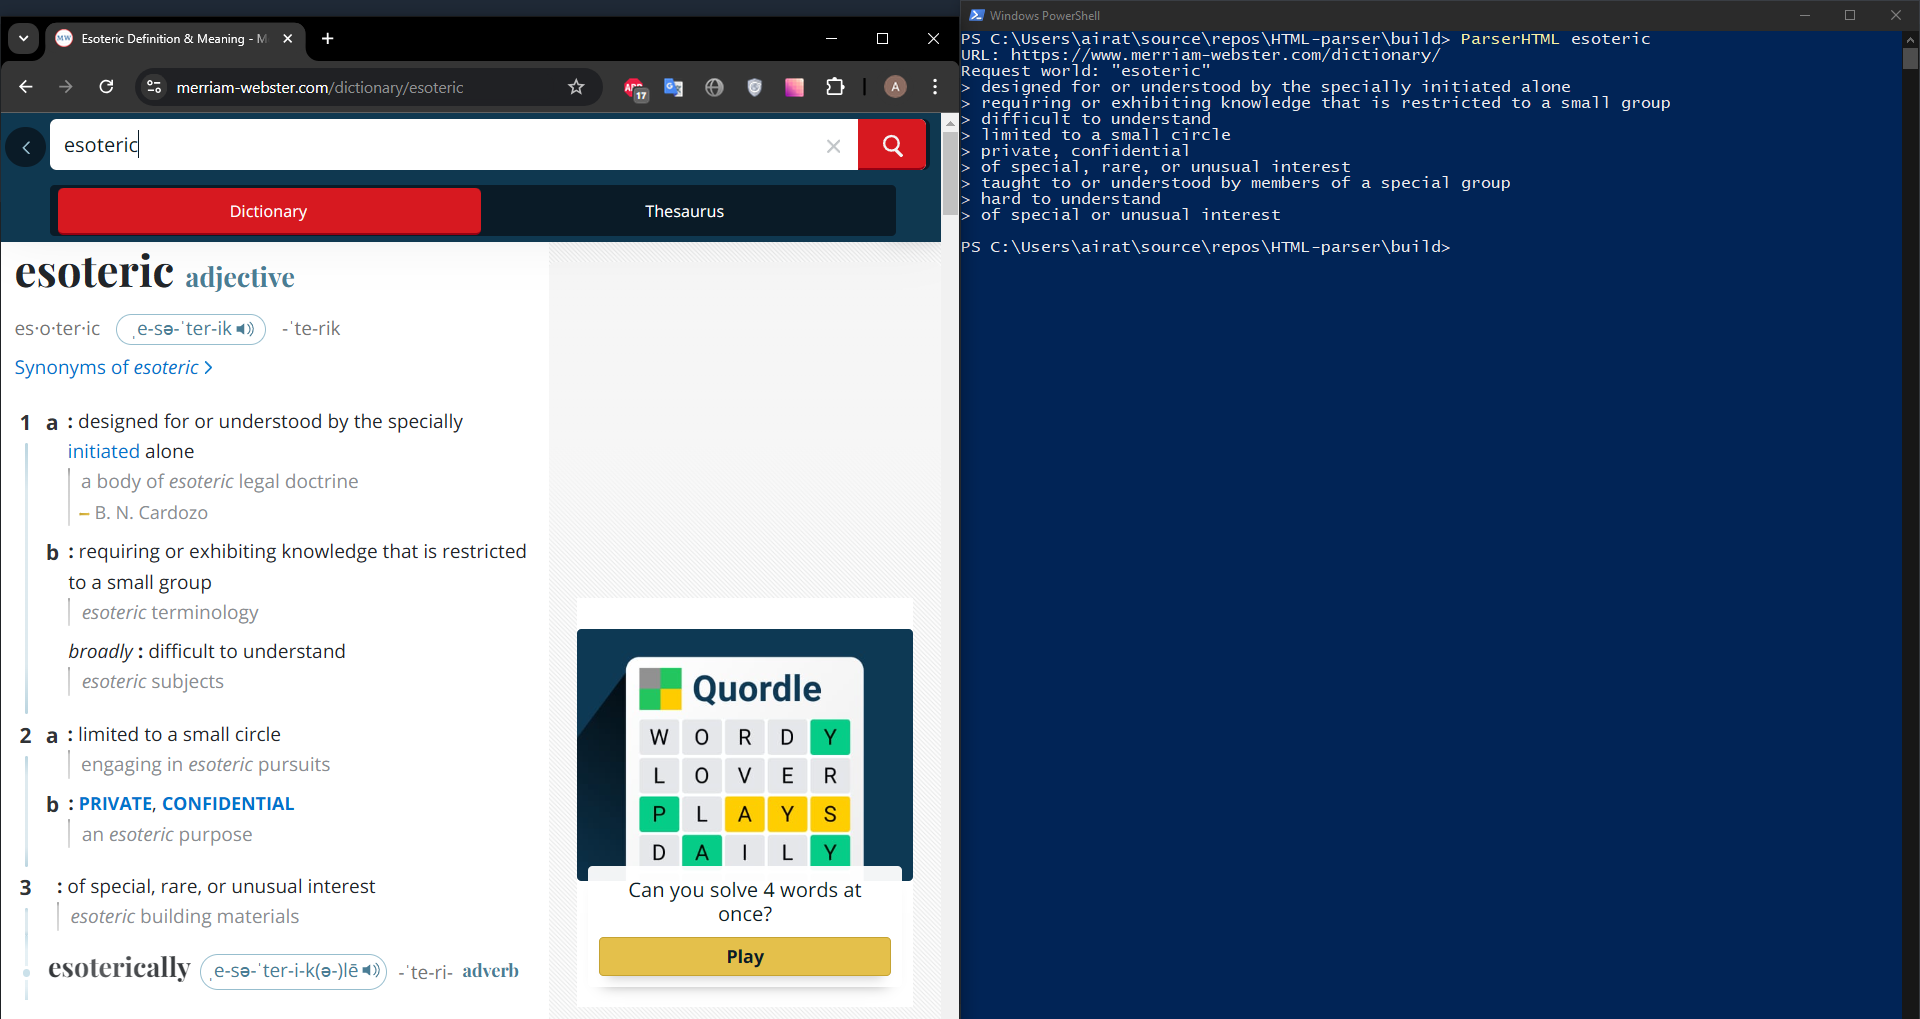 Esoteric Definition & Meaning - M
merriam-webster.com/dictionary/esoteric
17
A
esoteric
Dictionary
Thesaurus
esoteric adjective
es·o·ter·ic ˌe-sə-ˈter-ik -ˈte-rik
Synonyms of esoteric
1 a : designed for or understood by the specially
initiated alone
a body of esoteric legal doctrine
– B. N. Cardozo
b : requiring or exhibiting knowledge that is restricted
to a small group
esoteric terminology
broadly : difficult to understand
esoteric subjects
2 a : limited to a small circle
engaging in esoteric pursuits
b : PRIVATE, CONFIDENTIAL
an esoteric purpose
3 : of special, rare, or unusual interest
esoteric building materials
esoterically ˌe-sə-ˈter-i-k(ə-)lē -ˈte-ri- adverb
Quordle
W O R D Y
L O V E R
P L A Y S
D A I L Y
Can you solve 4 words at
once?
Play
Windows PowerShell
PS C:\Users\airat\source\repos\HTML-parser\build> ParserHTML esoteric
URL: https://www.merriam-webster.com/dictionary/
Request world: "esoteric"
> designed for or understood by the specially initiated alone
> requiring or exhibiting knowledge that is restricted to a small group
> difficult to understand
> limited to a small circle
> private, confidential
> of special, rare, or unusual interest
> taught to or understood by members of a special group
> hard to understand
> of special or unusual interest
PS C:\Users\airat\source\repos\HTML-parser\build>